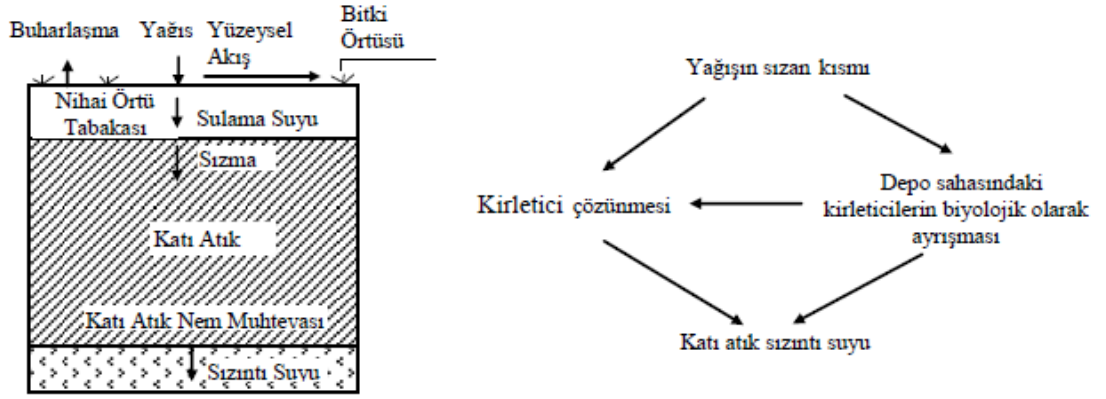 Buharlaşma
Yağıs
Yüzeysel
Akış
Bitki
Örtüsü
Nihai Örtü
Tabakası
Sulama Suyu
Sızma
Katı Atık
Katı Atık Nem Muhtevası
Sızıntı Suyu
Yağışın sızan kısmı
Kirletici çözünmesi
Depo sahasındaki
kirleticilerin biyolojik olarak
ayrışması
Katı atık sızıntı suyu